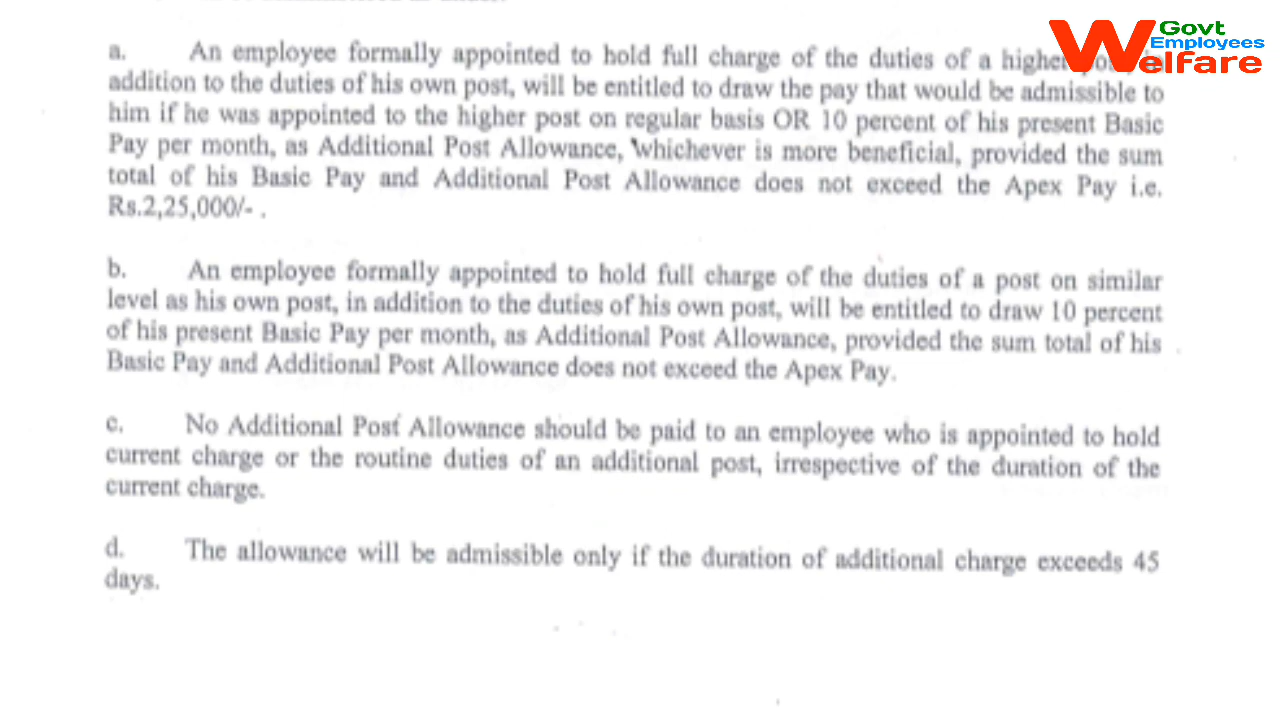 Govt
Employees
Welfare
a. An employee formally appointed to hold full charge of the duties of a higher
addition to the duties of his own post, will be entitled to draw the pay that would be admissible to
him if he was appointed to the higher post on regular basis OR 10 percent of his present Basic
Pay per month, as Additional Post Allowance, Whichever is more beneficial, provided the sum
total of his Basic Pay and Additional Post Allowance does not exceed the Apex Pay i.e.
Rs.2,25,000/- .
b. An employee formally appointed to hold full charge of the duties of a post on similar
level as his own post, in addition to the duties of his own post, will be entitled to draw 10 percent
of his present Basic Pay per month, as Additional Post Allowance, provided the sum total of his
Basic Pay and Additional Post Allowance does not exceed the Apex Pay.
c. No Additional Post Allowance should be paid to an employee who is appointed to hold
current charge or the routine duties of an additional post, irrespective of the duration of the
current charge.
d. The allowance will be admissible only if the duration of additional charge exceeds 45
days.